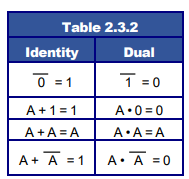 Table 2.3.2
Identity Dual
0̅ = 1 1̅ = 0
A + 1 = 1 A • 0 = 0
A + A = A A • A = A
A + A̅ = 1 A • A̅ = 0